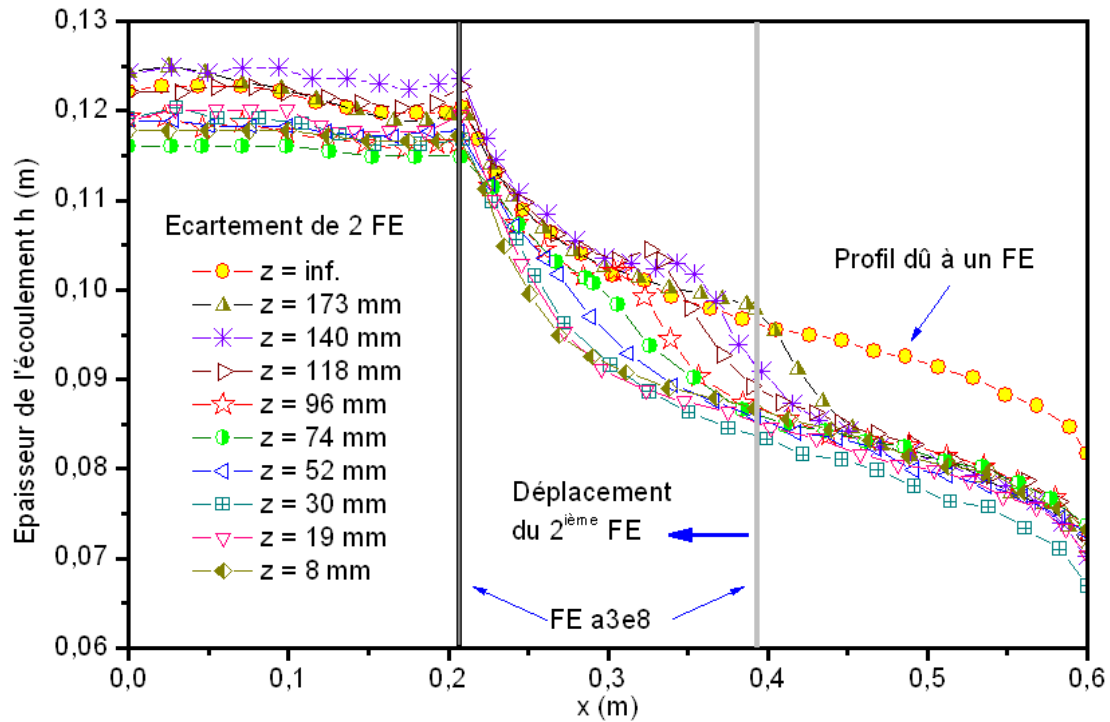 Epaisseur de l'écoulement h (m)
0,13
0,12
0,11
0,10
0,09
0,08
0,07
0,06
Ecartement de 2 FE
z = inf.
z = 173 mm
z = 140 mm
z = 118 mm
z = 96 mm
z = 74 mm
z = 52 mm
z = 30 mm
z = 19 mm
z = 8 mm
Profil dû à un FE
Déplacement
du 2ième FE
FE a3e8
0,0 0,1 0,2 0,3 0,4 0,5 0,6
x (m)